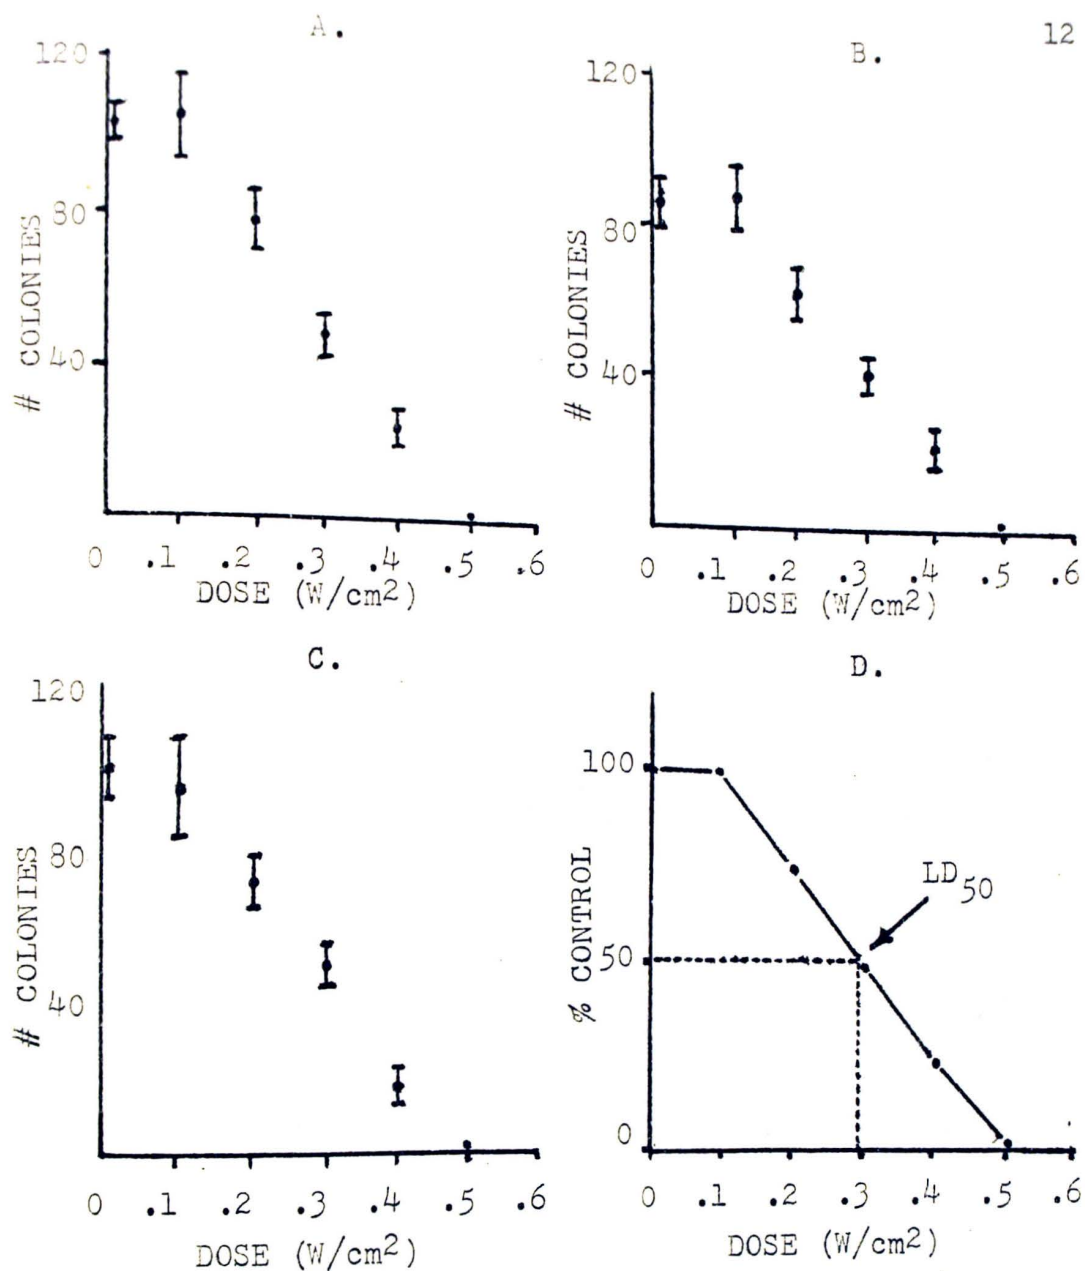 12
A.
120
80
40
# COLONIES
0 .1 .2 .3 .4 .5 .6
DOSE (W/cm2)
B.
120
80
40
# COLONIES
0 .1 .2 .3 .4 .5 .6
DOSE (W/cm2)
C.
120
80
40
# COLONIES
0 .1 .2 .3 .4 .5 .6
DOSE (W/cm2)
D.
100
50
0
% CONTROL
LD50
0 .1 .2 .3 .4 .5 .6
DOSE (W/cm2)